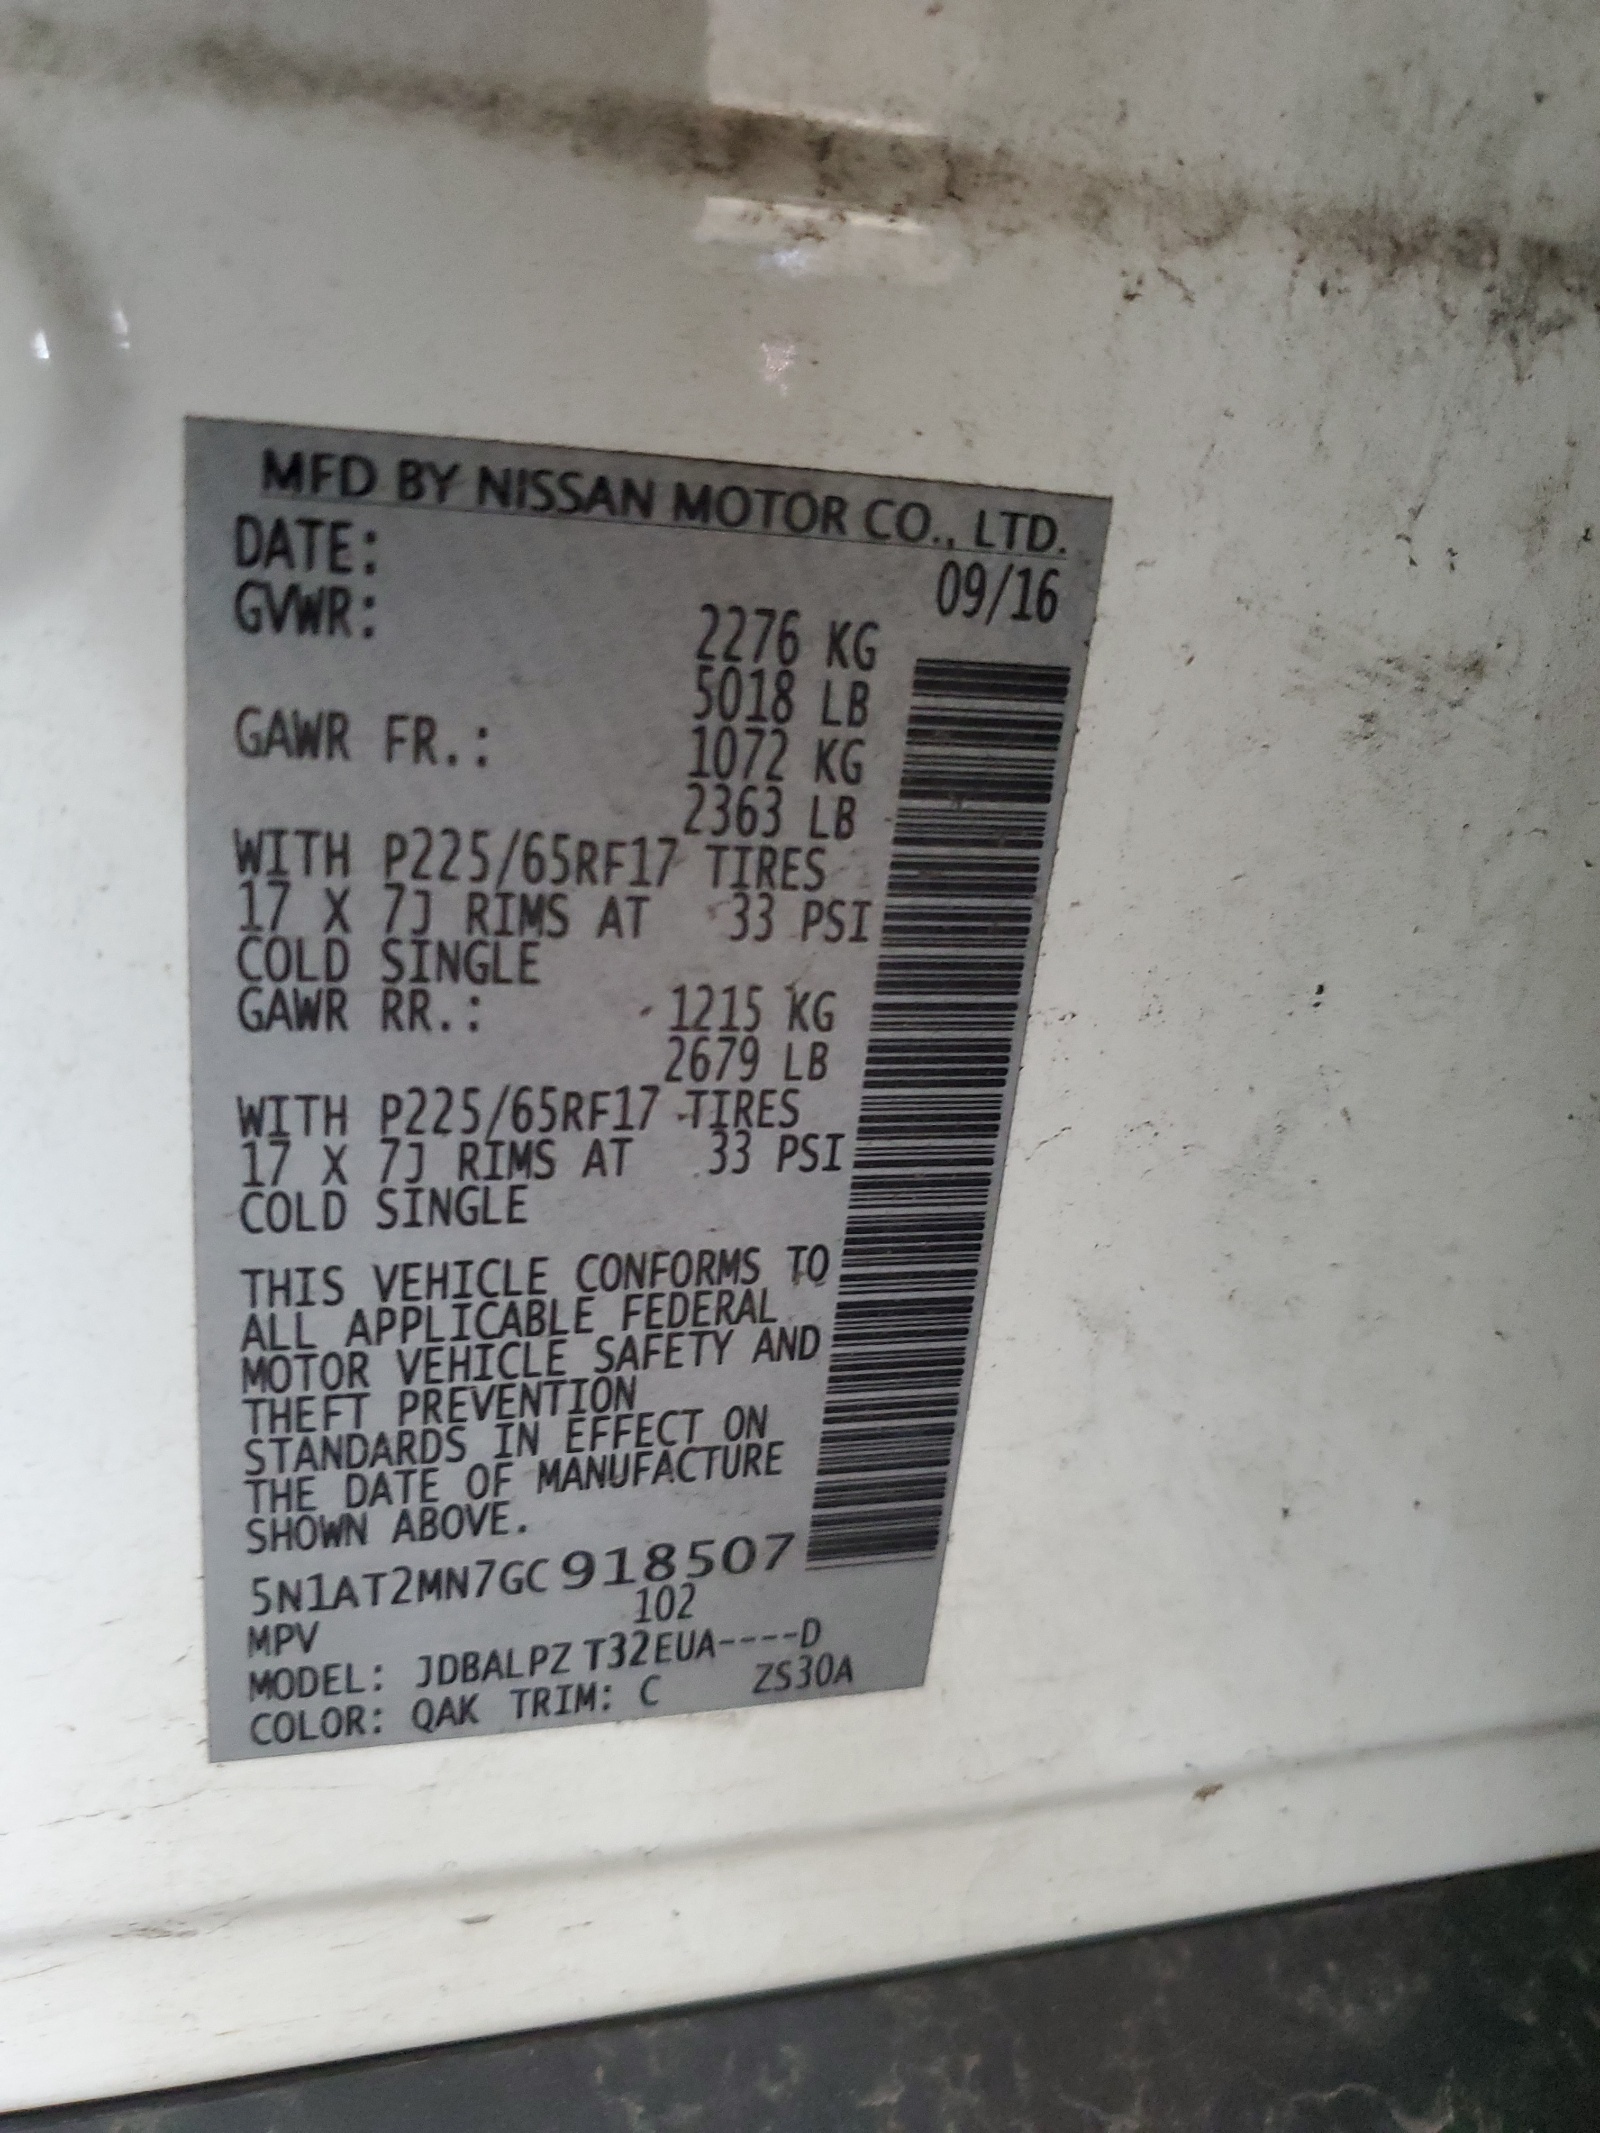 MFD BY NISSAN MOTOR CO., LTD.
DATE: 09/16
GVWR: 2276 KG
5018 LB
GAWR FR.: 1072 KG
2363 LB
WITH P225/65RF17 TIRES
17 X 7J RIMS AT 33 PSI
COLD SINGLE
GAWR RR.: 1215 KG
2679 LB
WITH P225/65RF17 TIRES
17 X 7J RIMS AT 33 PSI
COLD SINGLE
THIS VEHICLE CONFORMS TO
ALL APPLICABLE FEDERAL
MOTOR VEHICLE SAFETY AND
THEFT PREVENTION
STANDARDS IN EFFECT ON
THE DATE OF MANUFACTURE
SHOWN ABOVE.
5N1AT2MN7GC918507
MPV 102
MODEL: JDBALPZ T32EUA----D
COLOR: QAK TRIM: C ZS30A